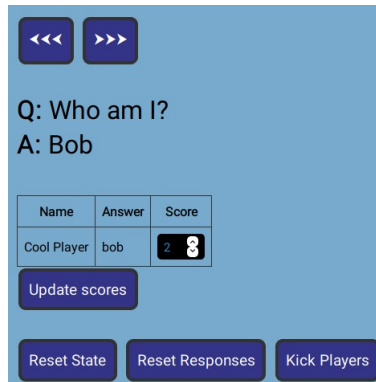 <<< >>>
Q: Who am I?
A: Bob
Name Answer Score
Cool Player bob 2
Update scores
Reset State Reset Responses Kick Players